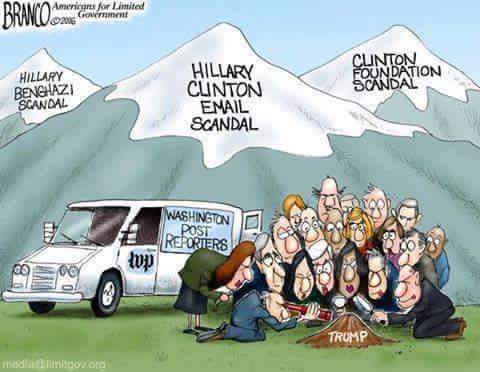 BRANCO
Americans for Limited
Government
©2016
HILLARY
BENGHAZI
SCANDAL
HILLARY
CLINTON
EMAIL
SCANDAL
CLINTON
FOUNDATION
SCANDAL
WASHINGTON
POST
REPORTERS
wp
TRUMP
media@limitgov.org